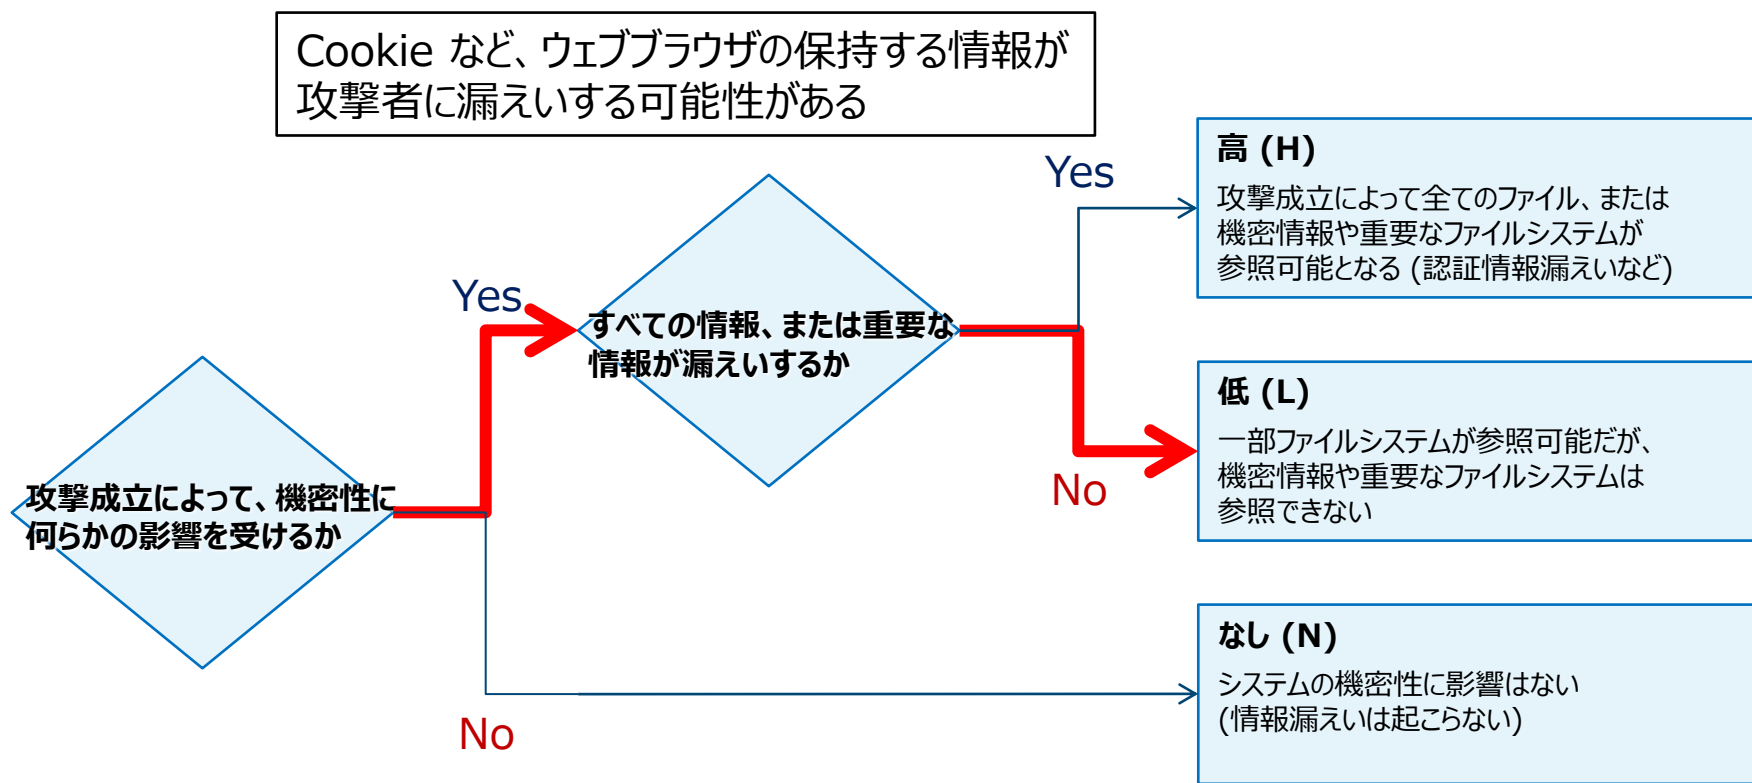 Cookie など、ウェブブラウザの保持する情報が
攻撃者に漏えいする可能性がある
Yes
高 (H)
攻撃成立によって全てのファイル、または
機密情報や重要なファイルシステムが
参照可能となる (認証情報漏えいなど)
Yes
すべての情報、または重要な
情報が漏えいするか
低 (L)
一部ファイルシステムが参照可能だが、
機密情報や重要なファイルシステムは
参照できない
No
攻撃成立によって、機密性に
何らかの影響を受けるか
なし (N)
システムの機密性に影響はない
(情報漏えいは起こらない)
No